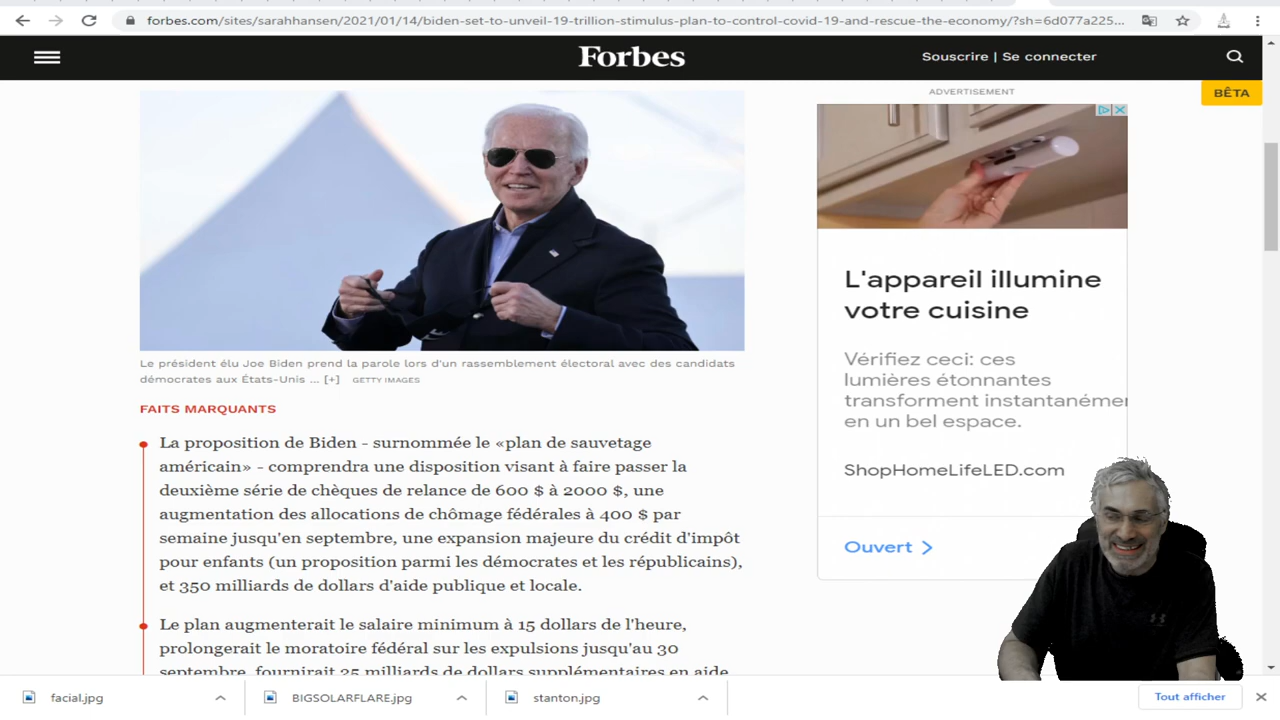 forbes.com/sites/sarahhansen/2021/01/14/biden-set-to-unveil-19-trillion-stimulus-plan-to-control-covid-19-and-rescue-the-economy/?sh=6d077a225...
Forbes
Souscrire | Se connecter
BÊTA
ADVERTISEMENT
Le président élu Joe Biden prend la parole lors d'un rassemblement électoral avec des candidats
démocrates aux États-Unis ... [+] GETTY IMAGES
FAITS MARQUANTS
La proposition de Biden - surnommée le «plan de sauvetage
américain» - comprendra une disposition visant à faire passer la
deuxième série de chèques de relance de 600 $ à 2000 $, une
augmentation des allocations de chômage fédérales à 400 $ par
semaine jusqu'en septembre, une expansion majeure du crédit d'impôt
pour enfants (un proposition parmi les démocrates et les républicains),
et 350 milliards de dollars d'aide publique et locale.
Le plan augmenterait le salaire minimum à 15 dollars de l'heure,
prolongerait le moratoire fédéral sur les expulsions jusqu'au 30
septembre, fournirait 25 milliards de dollars supplémentaires en aide
L'appareil illumine
votre cuisine
Vérifiez ceci: ces
lumières étonnantes
transforment instantanémer
en un bel espace.
ShopHomeLifeLED.com
Ouvert
facial.jpg
BIGSOLARFLARE.jpg
stanton.jpg
Tout afficher